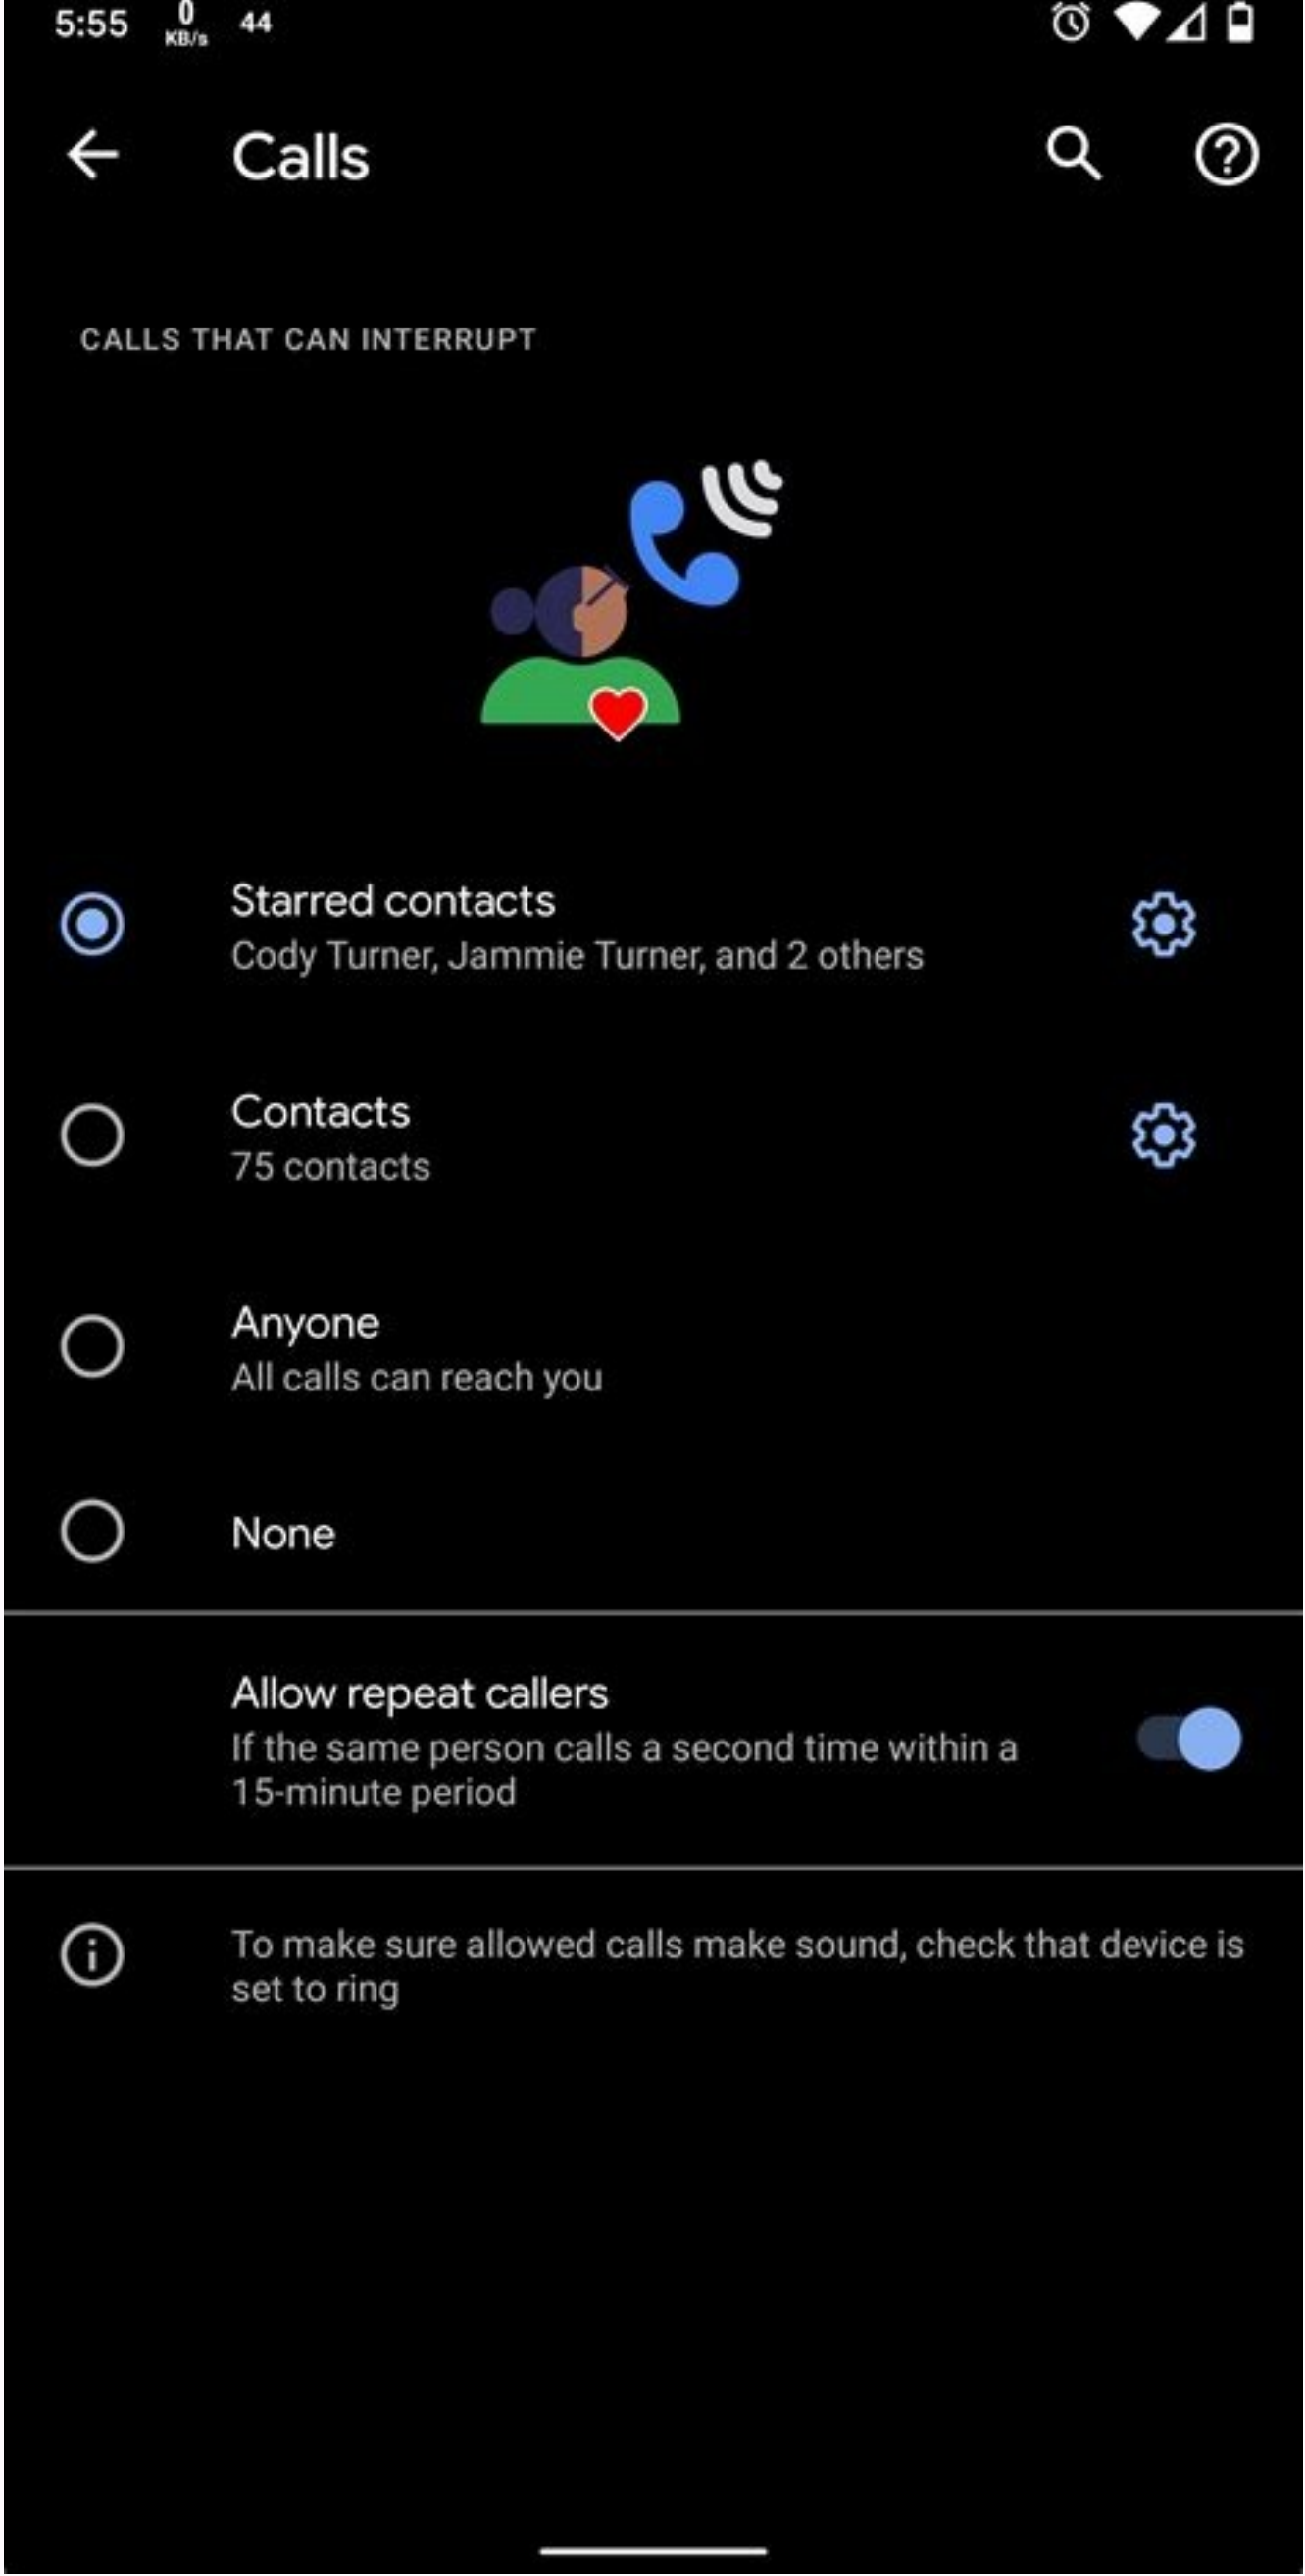 5:55 0 KB/s 44
Calls
CALLS THAT CAN INTERRUPT
Starred contacts
Cody Turner, Jammie Turner, and 2 others
Contacts
75 contacts
Anyone
All calls can reach you
None
Allow repeat callers
If the same person calls a second time within a
15-minute period
To make sure allowed calls make sound, check that device is
set to ring